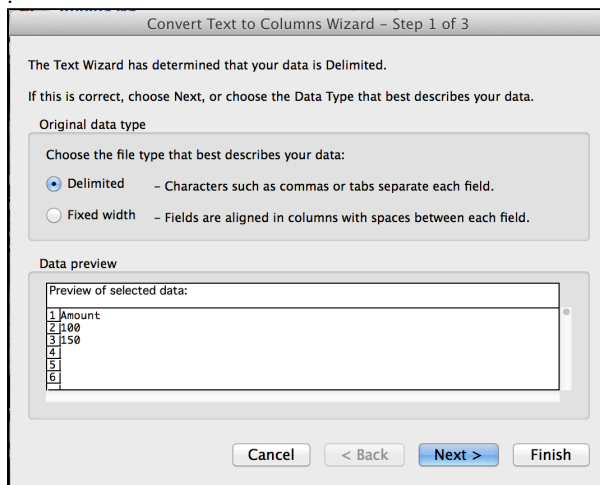 Convert Text to Columns Wizard – Step 1 of 3
The Text Wizard has determined that your data is Delimited.
If this is correct, choose Next, or choose the Data Type that best describes your data.
Original data type
Choose the file type that best describes your data:
Delimited – Characters such as commas or tabs separate each field.
Fixed width – Fields are aligned in columns with spaces between each field.
Data preview
Preview of selected data:
1 Amount
2 100
3 150
4
5
6
Cancel < Back Next > Finish